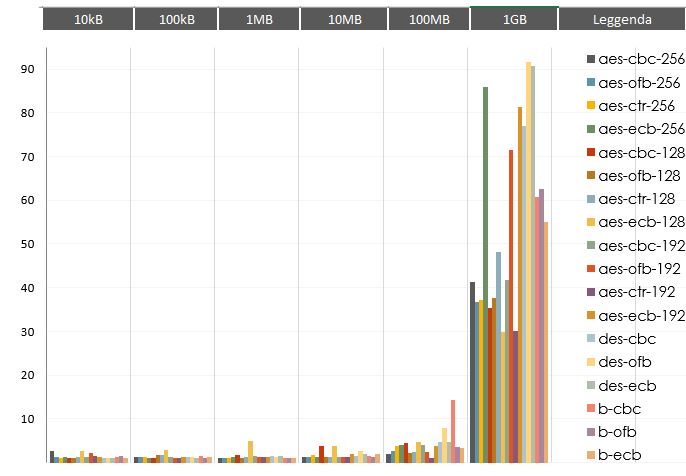 10kB 100kB 1MB 10MB 100MB 1GB Leggenda
90
80
70
60
50
40
30
20
10
aes-cbc-256
aes-ofb-256
aes-ctr-256
aes-ecb-256
aes-cbc-128
aes-ofb-128
aes-ctr-128
aes-ecb-128
aes-cbc-192
aes-ofb-192
aes-ctr-192
aes-ecb-192
des-cbc
des-ofb
des-ecb
b-cbc
b-ofb
b-ecb